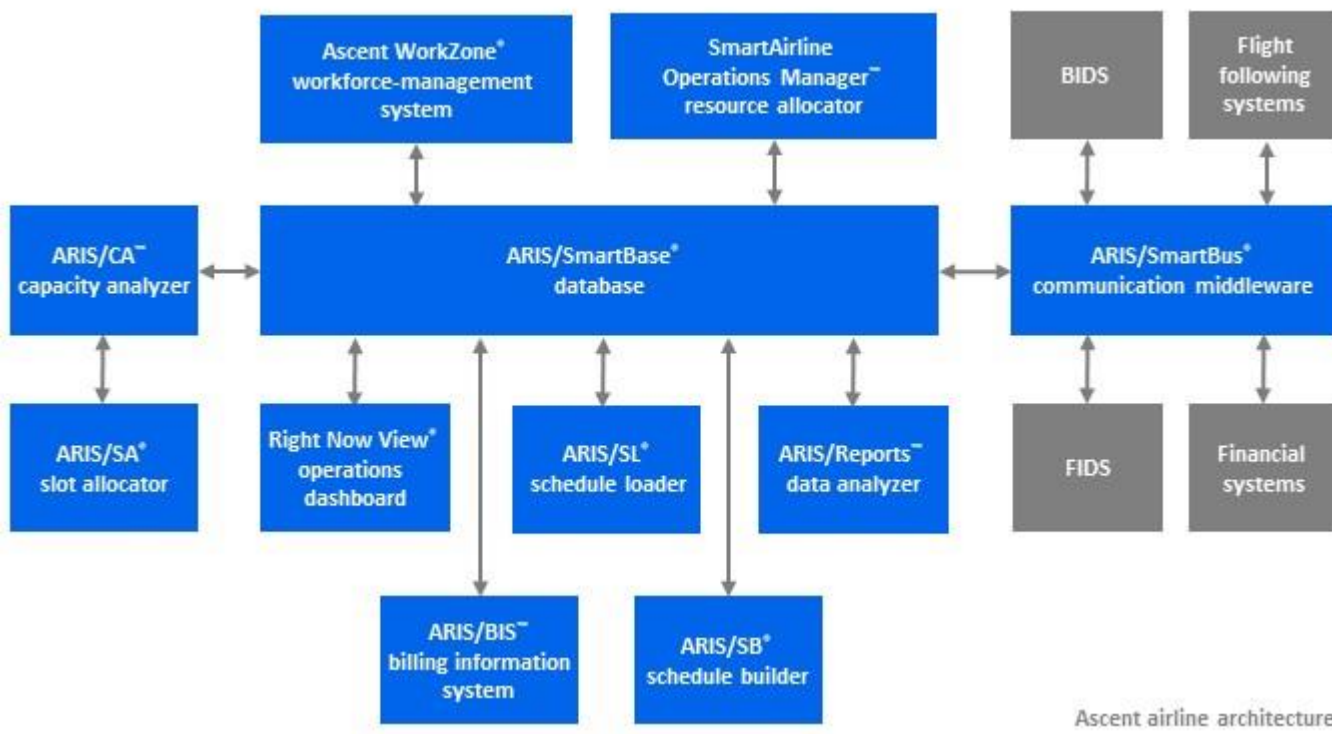 Ascent WorkZone®
workforce-management
system
SmartAirline
Operations Manager™
resource allocator
BIDS
Flight
following
systems
ARIS/CA™
capacity analyzer
ARIS/SmartBase®
database
ARIS/SmartBus®
communication middleware
ARIS/SA®
slot allocator
Right Now View®
operations
dashboard
ARIS/SL®
schedule loader
ARIS/Reports™
data analyzer
FIDS
Financial
systems
ARIS/BIS™
billing information
system
ARIS/SB®
schedule builder
Ascent airline architecture